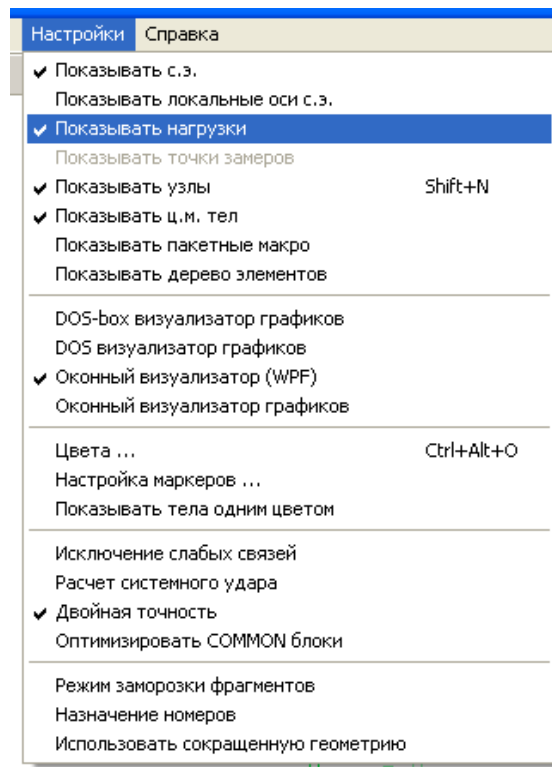 Настройки Справка
Показывать с.э.
Показывать локальные оси с.э.
Показывать нагрузки
Показывать точки замеров
Показывать узлы Shift+N
Показывать ц.м. тел
Показывать пакетные макро
Показывать дерево элементов
DOS-box визуализатор графиков
DOS визуализатор графиков
Оконный визуализатор (WPF)
Оконный визуализатор графиков
Цвета ... Ctrl+Alt+O
Настройка маркеров ...
Показывать тела одним цветом
Исключение слабых связей
Расчет системного удара
Двойная точность
Оптимизировать COMMON блоки
Режим заморозки фрагментов
Назначение номеров
Использовать сокращенную геометрию